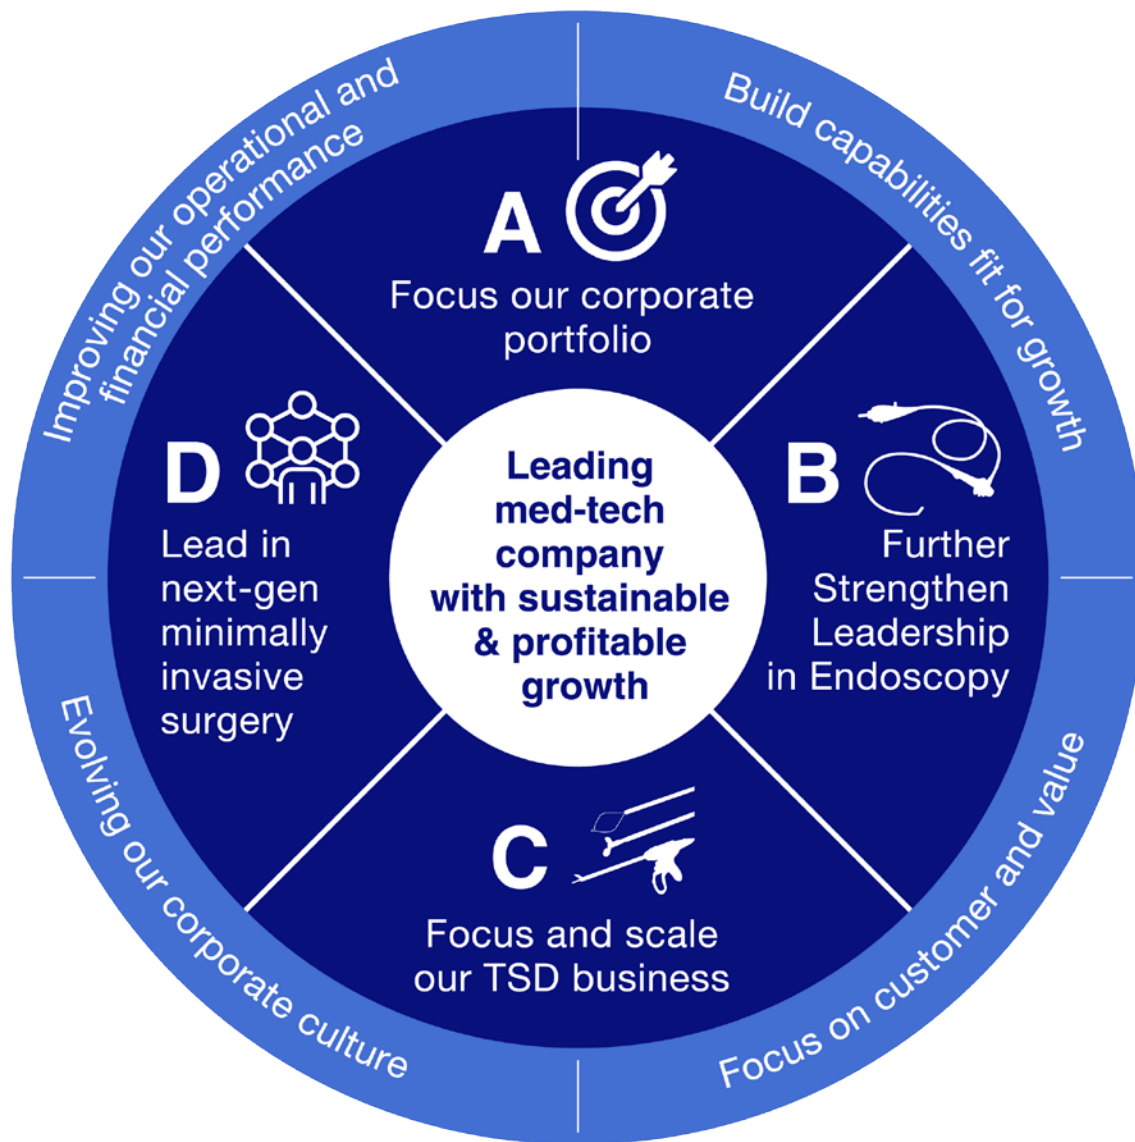 Improving our operational and
financial performance
Build capabilities fit for growth
A
Focus our corporate
portfolio
D
Lead in
next-gen
minimally
invasive
surgery
Leading
med-tech
company
with sustainable
& profitable
growth
B
Further
Strengthen
Leadership
in Endoscopy
C
Focus and scale
our TSD business
Evolving our corporate culture
Focus on customer and value